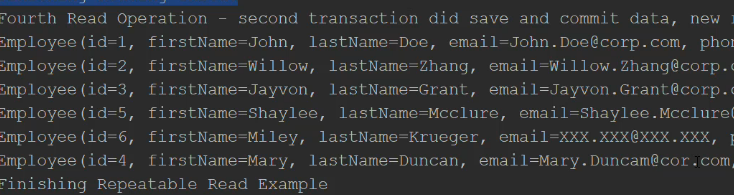 Fourth Read Operation - second transaction did save and commit data, new
Employee(id=1, firstName=John, lastName=Doe, email=John.Doe@corp.com, phon
Employee(id=2, firstName=Willow, lastName=Zhang, email=Willow.Zhang@corp.c
Employee(id=3, firstName=Jayvon, lastName=Grant, email=Jayvon.Grant@corp.c
Employee(id=5, firstName=Shaylee, lastName=Mcclure, email=Shaylee.Mcclure@
Employee(id=6, firstName=Miley, lastName=Krueger, email=XXX.XXX@XXX.XXX, p
Employee(id=4, firstName=Mary, lastName=Duncan, email=Mary.Duncam@cor.com,
Finishing Repeatable Read Example